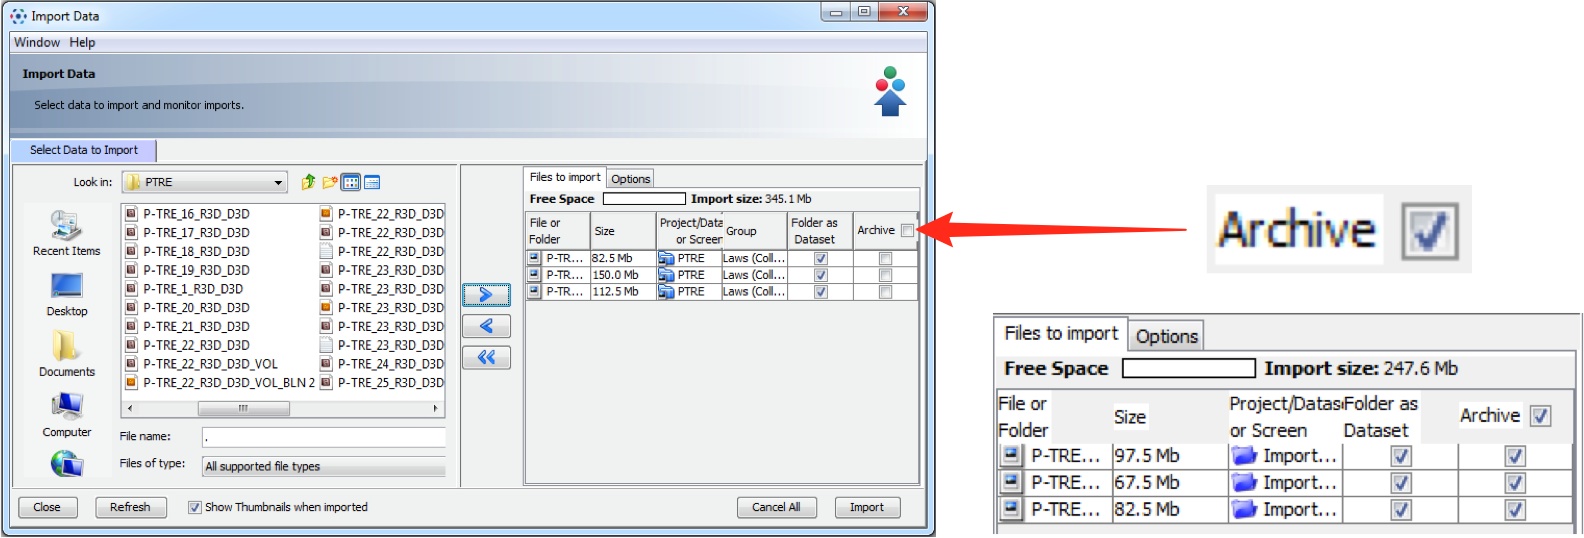 Import Data
Window Help
Import Data
Select data to import and monitor imports.
Select Data to Import
Look in: PTRE
Recent Items
Desktop
Documents
Computer
P-TRE_16_R3D_D3D
P-TRE_17_R3D_D3D
P-TRE_18_R3D_D3D
P-TRE_19_R3D_D3D
P-TRE_1_R3D_D3D
P-TRE_20_R3D_D3D
P-TRE_21_R3D_D3D
P-TRE_22_R3D_D3D
P-TRE_22_R3D_D3D_VOL
P-TRE_22_R3D_D3D_VOL_BLN 2
P-TRE_22_R3D_D3D
P-TRE_22_R3D_D3D
P-TRE_22_R3D_D3D
P-TRE_23_R3D_D3D
P-TRE_23_R3D_D3D
P-TRE_23_R3D_D3D
P-TRE_23_R3D_D3D
P-TRE_23_R3D_D3D
P-TRE_24_R3D_D3D
P-TRE_25_R3D_D3D
File name: .
Files of type: All supported file types
Files to import Options
Free Space Import size: 345.1 Mb
File or Folder Size Project/Data or Screen Group Folder as Dataset Archive
P-TR... 82.5 Mb PTRE Laws (Coll...
P-TR... 150.0 Mb PTRE Laws (Coll...
P-TR... 112.5 Mb PTRE Laws (Coll...
Close Refresh Show Thumbnails when imported Cancel All Import
Archive
Files to import Options
Free Space Import size: 247.6 Mb
File or Folder Size Project/Datas or Screen Folder as Dataset Archive
P-TRE... 97.5 Mb Import...
P-TRE... 67.5 Mb Import...
P-TRE... 82.5 Mb Import...